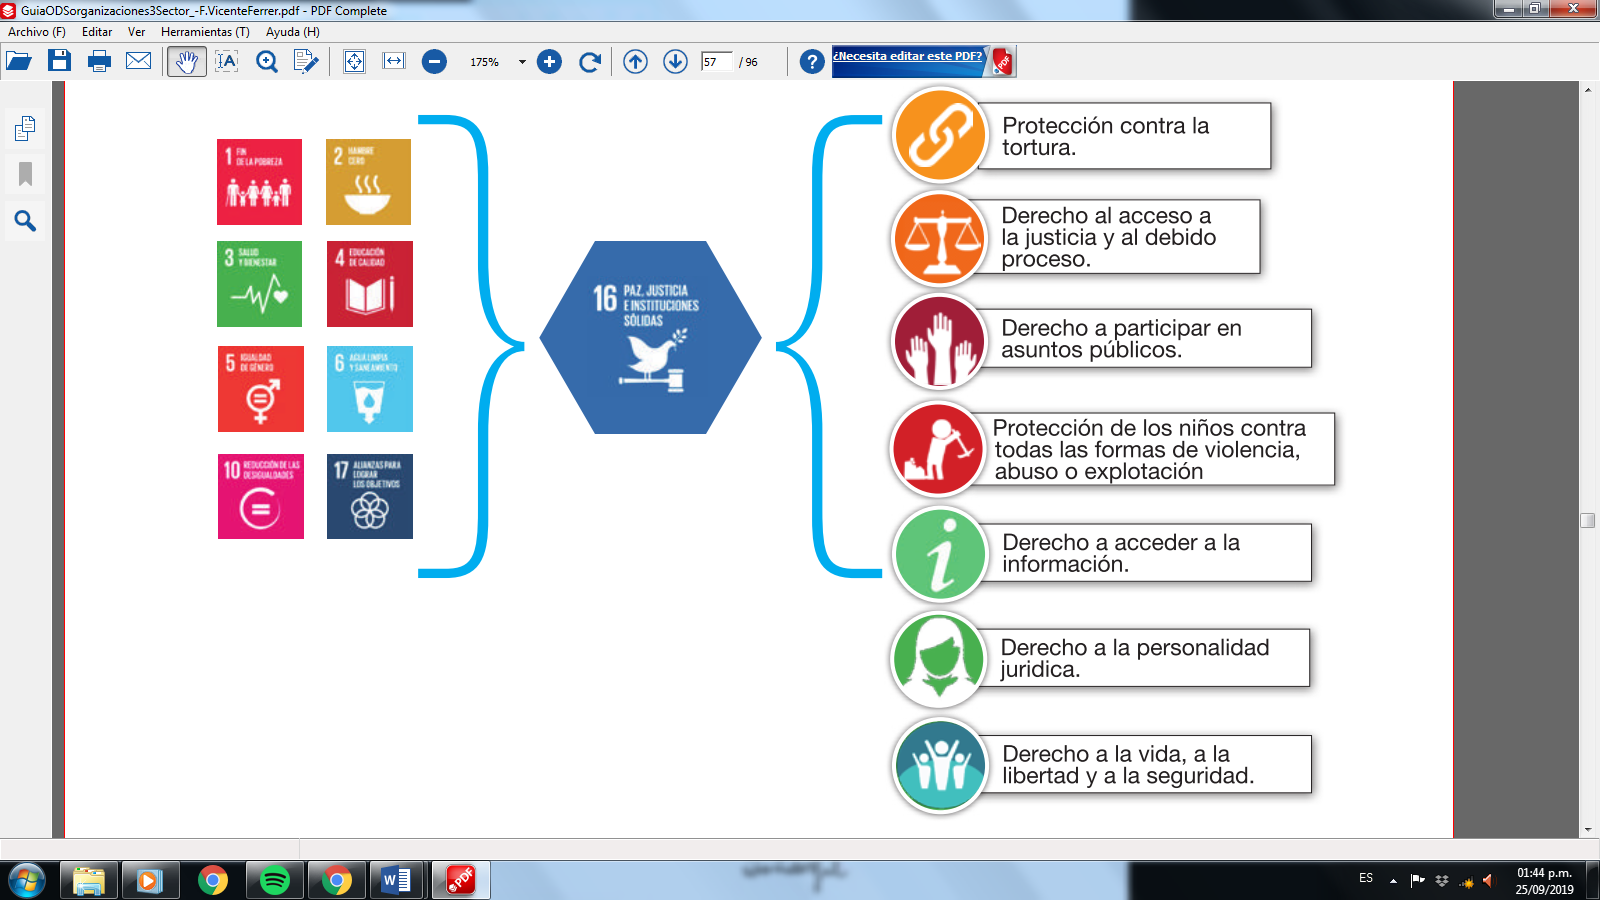 GuiaODSorganizaciones3Sector_-F.VicenteFerrer.pdf - PDF Complete
Archivo (F) Editar Ver Herramientas (T) Ayuda (H)
175%
57 / 96
¿Necesita editar este PDF?
PDF
1 FIN
DE LA POBREZA
2 HAMBRE
CERO
3 SALUD
Y BIENESTAR
4 EDUCACIÓN
DE CALIDAD
5 IGUALDAD
DE GÉNERO
6 AGUA LIMPIA
Y SANEAMIENTO
10 REDUCCIÓN DE LAS
DESIGUALDADES
17 ALIANZAS PARA
LOGRAR
LOS OBJETIVOS
16 PAZ, JUSTICIA
E INSTITUCIONES
SÓLIDAS
Protección contra la
tortura.
Derecho al acceso a
la justicia y al debido
proceso.
Derecho a participar en
asuntos públicos.
Protección de los niños contra
todas las formas de violencia,
abuso o explotación
Derecho a acceder a la
información.
Derecho a la personalidad
juridica.
Derecho a la vida, a la
libertad y a la seguridad.
PDF
ES
01:44 p.m.
25/09/2019